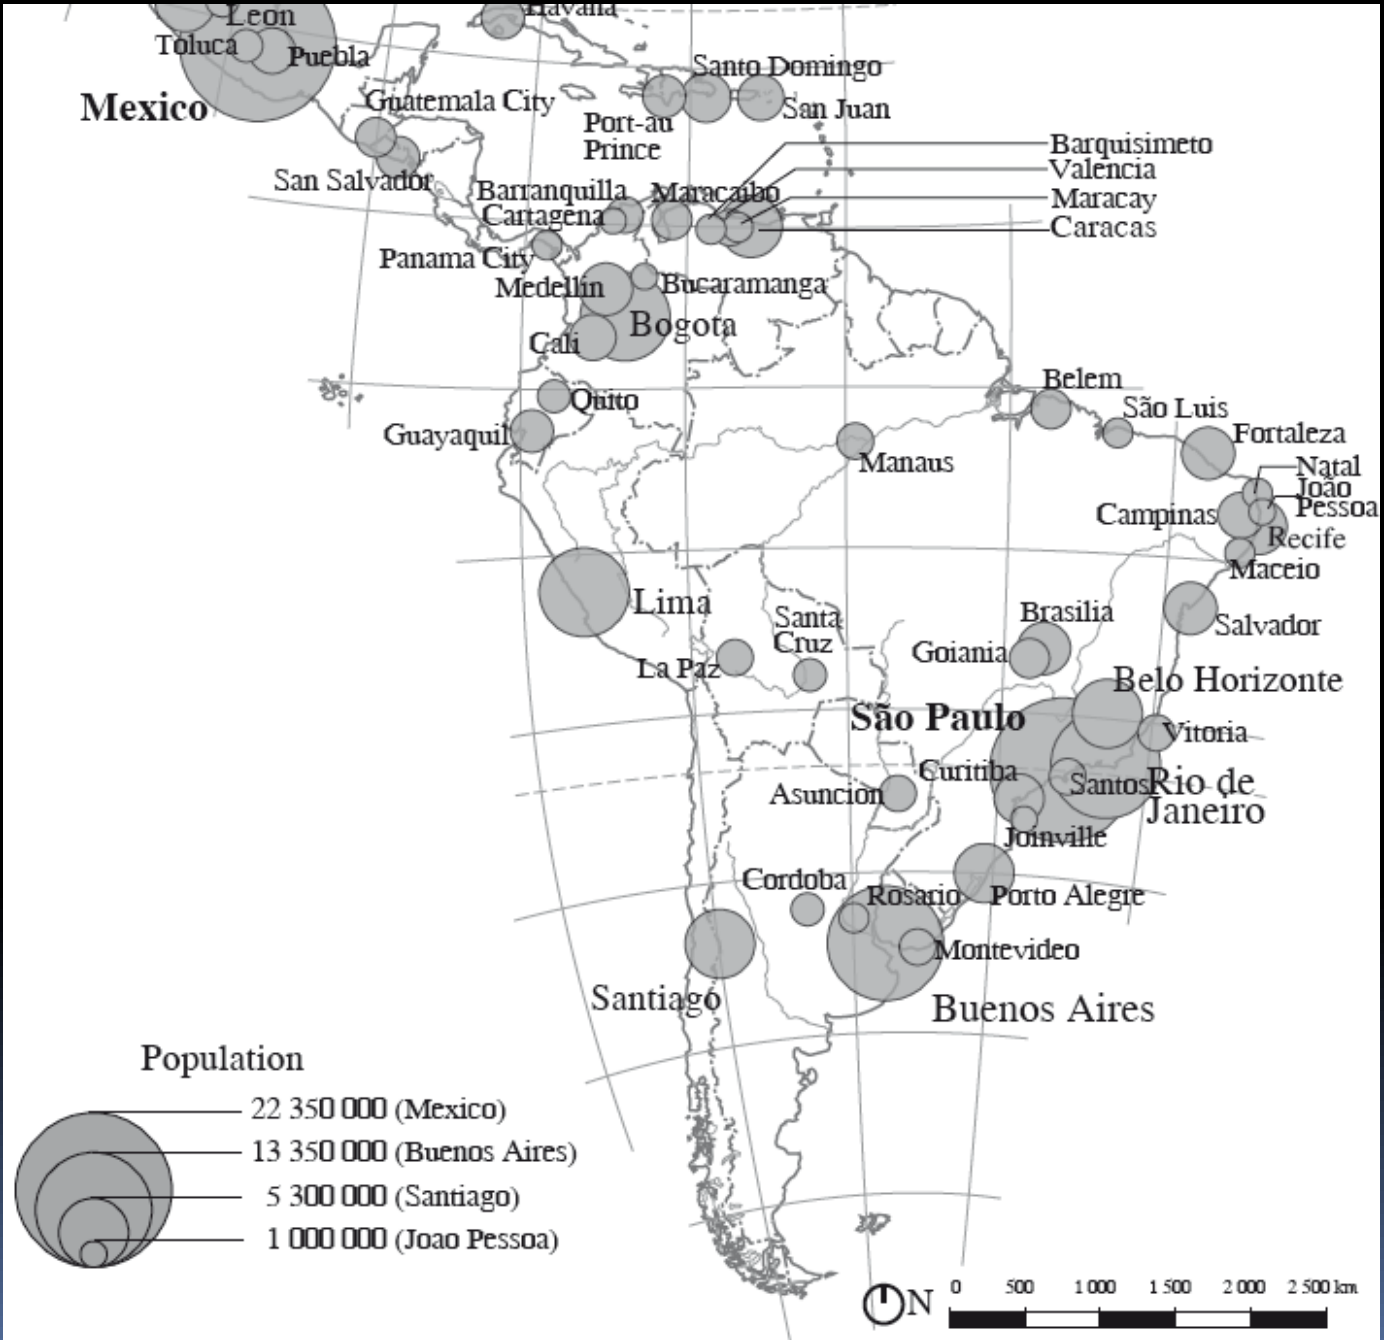 Havana
Leon
Toluca
Puebla
Mexico
Santo Domingo
San Juan
Guatemala City
Port-au
Prince
Barquisimeto
Valencia
Maracay
Caracas
San Salvador
Barranquilla
Maracaibo
Cartagena
Panama City
Medellin
Bucaramanga
Bogota
Cali
Quito
Guayaquil
Belem
São Luis
Fortaleza
Manaus
Natal
João
Pessoa
Campinas
Recife
Maceio
Lima
Santa
Cruz
Brasilia
Salvador
La Paz
Goiania
Belo Horizonte
São Paulo
Vitoria
Curitiba
Santos
Rio de
Janeiro
Asuncion
Joinville
Cordoba
Rosario
Porto Alegre
Montevideo
Santiago
Buenos Aires
Population
22 350 000 (Mexico)
13 350 000 (Buenos Aires)
5 300 000 (Santiago)
1 000 000 (Joao Pessoa)
N
0 500 1 000 1 500 2 000 2 500 km